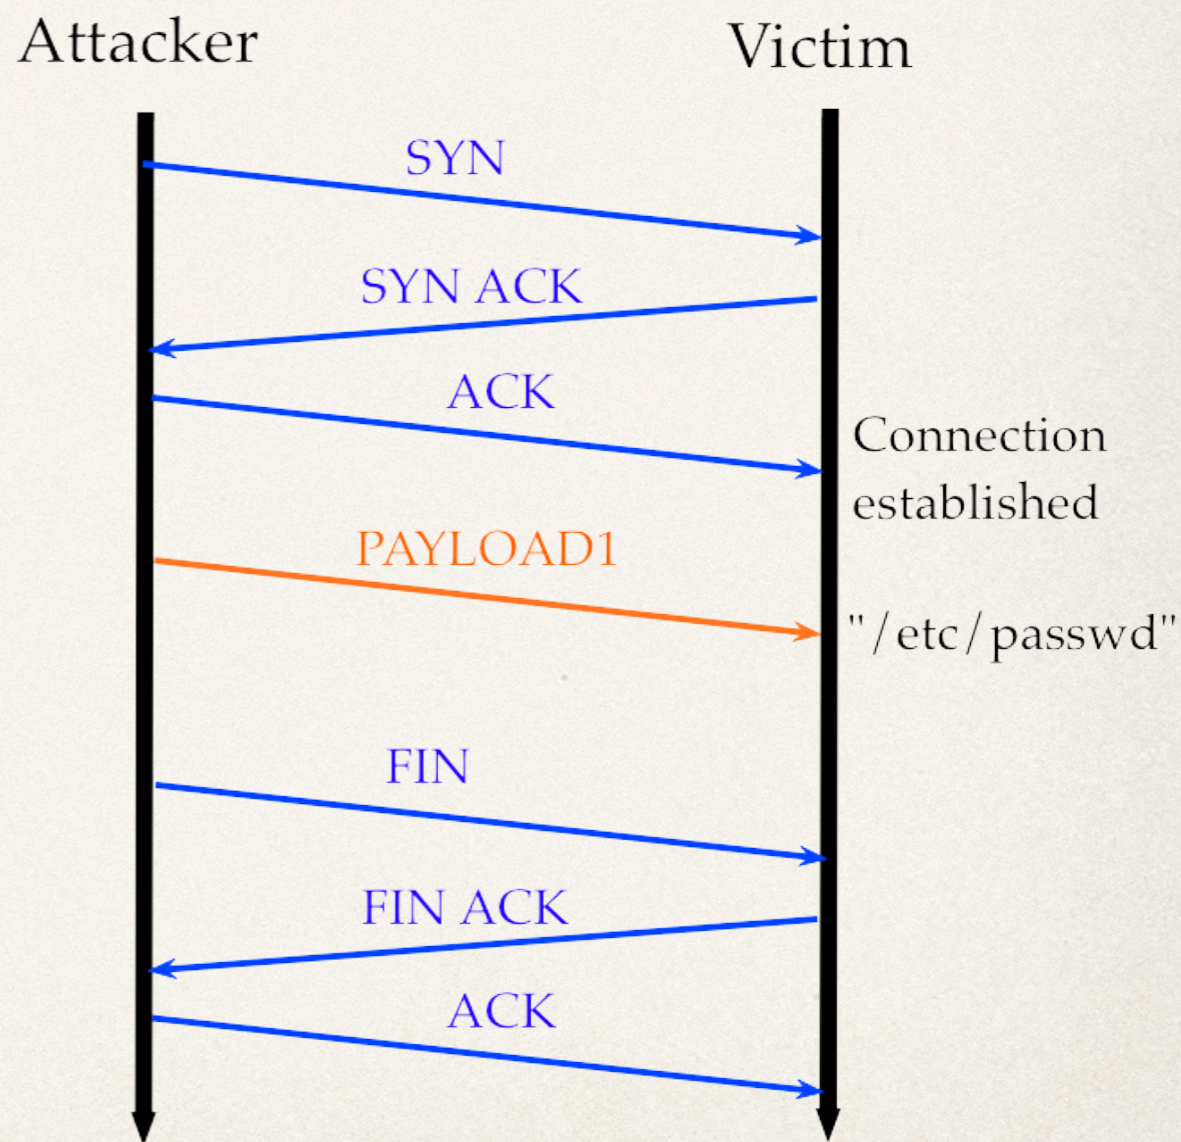 Attacker
Victim
SYN
SYN ACK
ACK
Connection
established
PAYLOAD1
"/etc/passwd"
FIN
FIN ACK
ACK